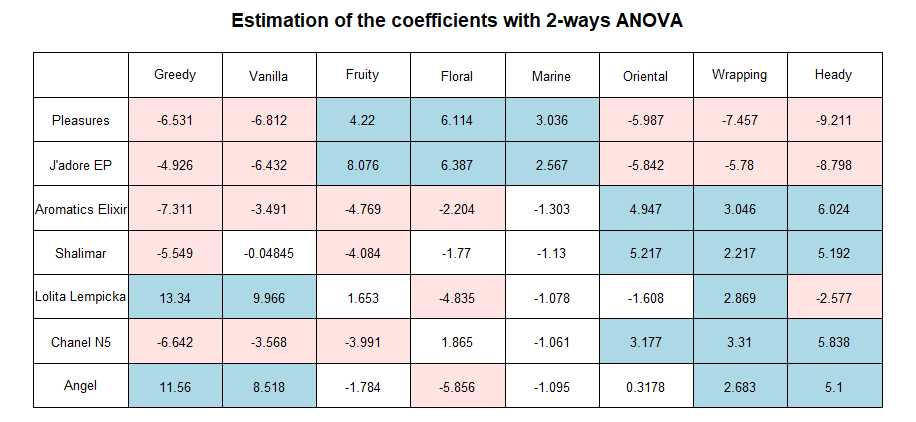 Estimation of the coefficients with 2-ways ANOVA
Greedy Vanilla Fruity Floral Marine Oriental Wrapping Heady
Pleasures -6.531 -6.812 4.22 6.114 3.036 -5.987 -7.457 -9.211
J'adore EP -4.926 -6.432 8.076 6.387 2.567 -5.842 -5.78 -8.798
Aromatics Elixir -7.311 -3.491 -4.769 -2.204 -1.303 4.947 3.046 6.024
Shalimar -5.549 -0.04845 -4.084 -1.77 -1.13 5.217 2.217 5.192
Lolita Lempicka 13.34 9.966 1.653 -4.835 -1.078 -1.608 2.869 -2.577
Chanel N5 -6.642 -3.568 -3.991 1.865 -1.061 3.177 3.31 5.838
Angel 11.56 8.518 -1.784 -5.856 -1.095 0.3178 2.683 5.1